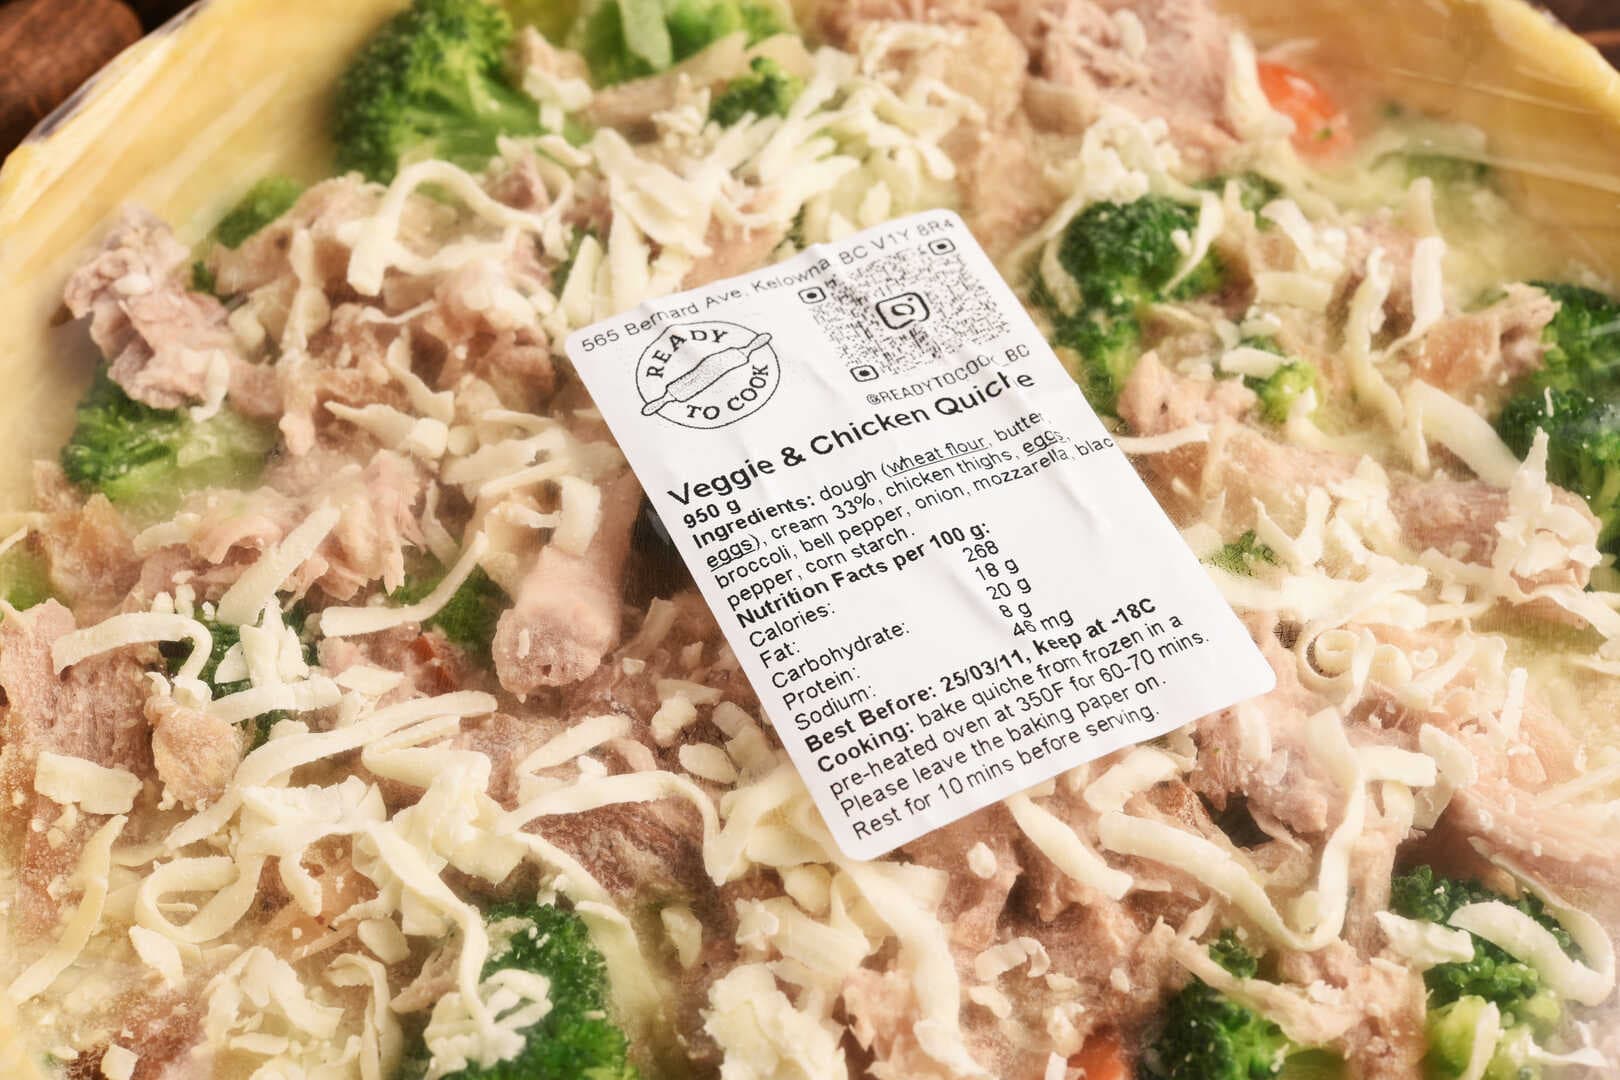 565 Bernard Ave, Kelowna, BC V1Y 8R4
READY
TO COOK
@READYTOCOOK_BC
Veggie & Chicken Quiche
950 g
Ingredients: dough (wheat flour, butter,
eggs), cream 33%, chicken thighs, eggs,
broccoli, bell pepper, onion, mozzarella, blac
pepper, corn starch.
Nutrition Facts per 100 g:
Calories: 268
Fat: 18 g
Carbohydrate: 20 g
Protein: 8 g
Sodium: 46 mg
Best Before: 25/03/11, keep at -18C
Cooking: bake quiche from frozen in a
pre-heated oven at 350F for 60-70 mins.
Please leave the baking paper on.
Rest for 10 mins before serving.